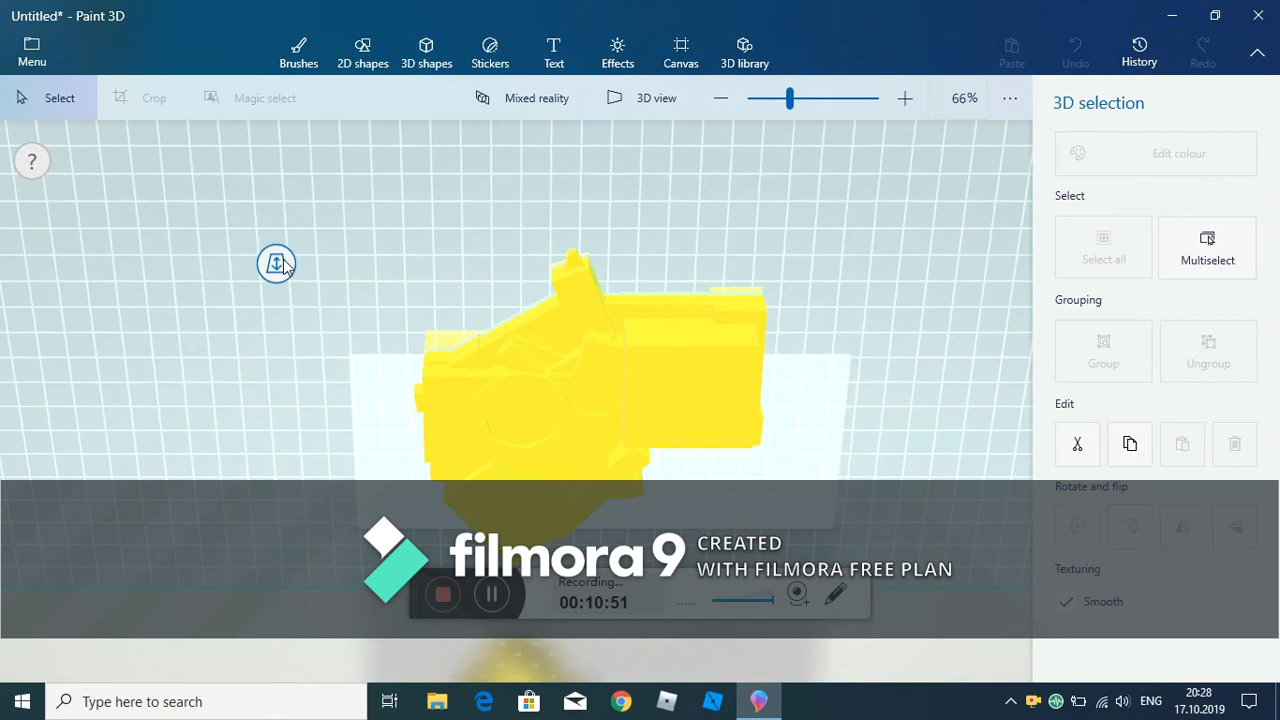 Untitled* - Paint 3D
Menu
Brushes
2D shapes
3D shapes
Stickers
Text
Effects
Canvas
3D library
Paste
Undo
History
Redo
Select
Crop
Magic select
Mixed reality
3D view
66%
3D selection
?
Edit colour
Select
Select all
Multiselect
Grouping
Group
Ungroup
Edit
Rotate and flip
Texturing
Smooth
filmora9
CREATED
WITH FILMORA FREE PLAN
Recording...
00:10:51
Type here to search
ENG
20:28
17.10.2019